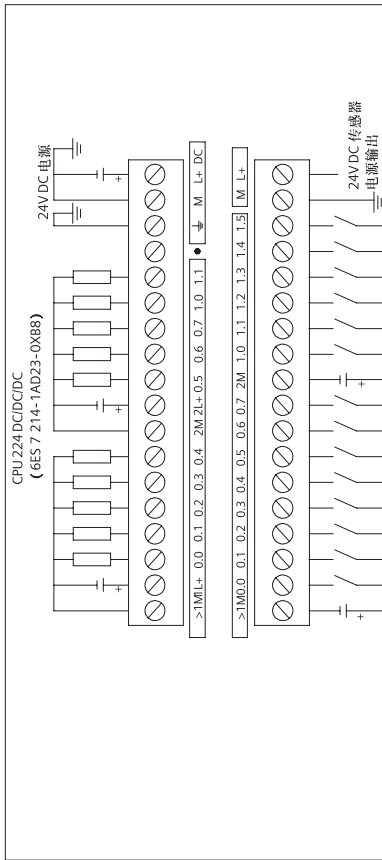 CPU 224 DC/DC/DC
(6ES 7 214-1AD23-0XB8)
24V DC 电源
+ + +
>1M 1L+ 0.0 0.1 0.2 0.3 0.4 2M 2L+ 0.5 0.6 0.7 1.0 1.1 ● M L+ DC
>1M 0.0 0.1 0.2 0.3 0.4 0.5 0.6 0.7 2M 1.0 1.1 1.2 1.3 1.4 1.5 M L+
+ +
24V DC 传感器
电源输出